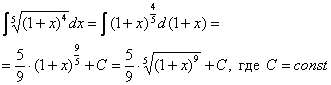 ∫ ⁵√(1+x)⁴ dx = ∫ (1+x)^(4/5) d(1+x) =
= 5/9 · (1+x)^(9/5) + C = 5/9 · ⁵√(1+x)⁹ + C, где C = const